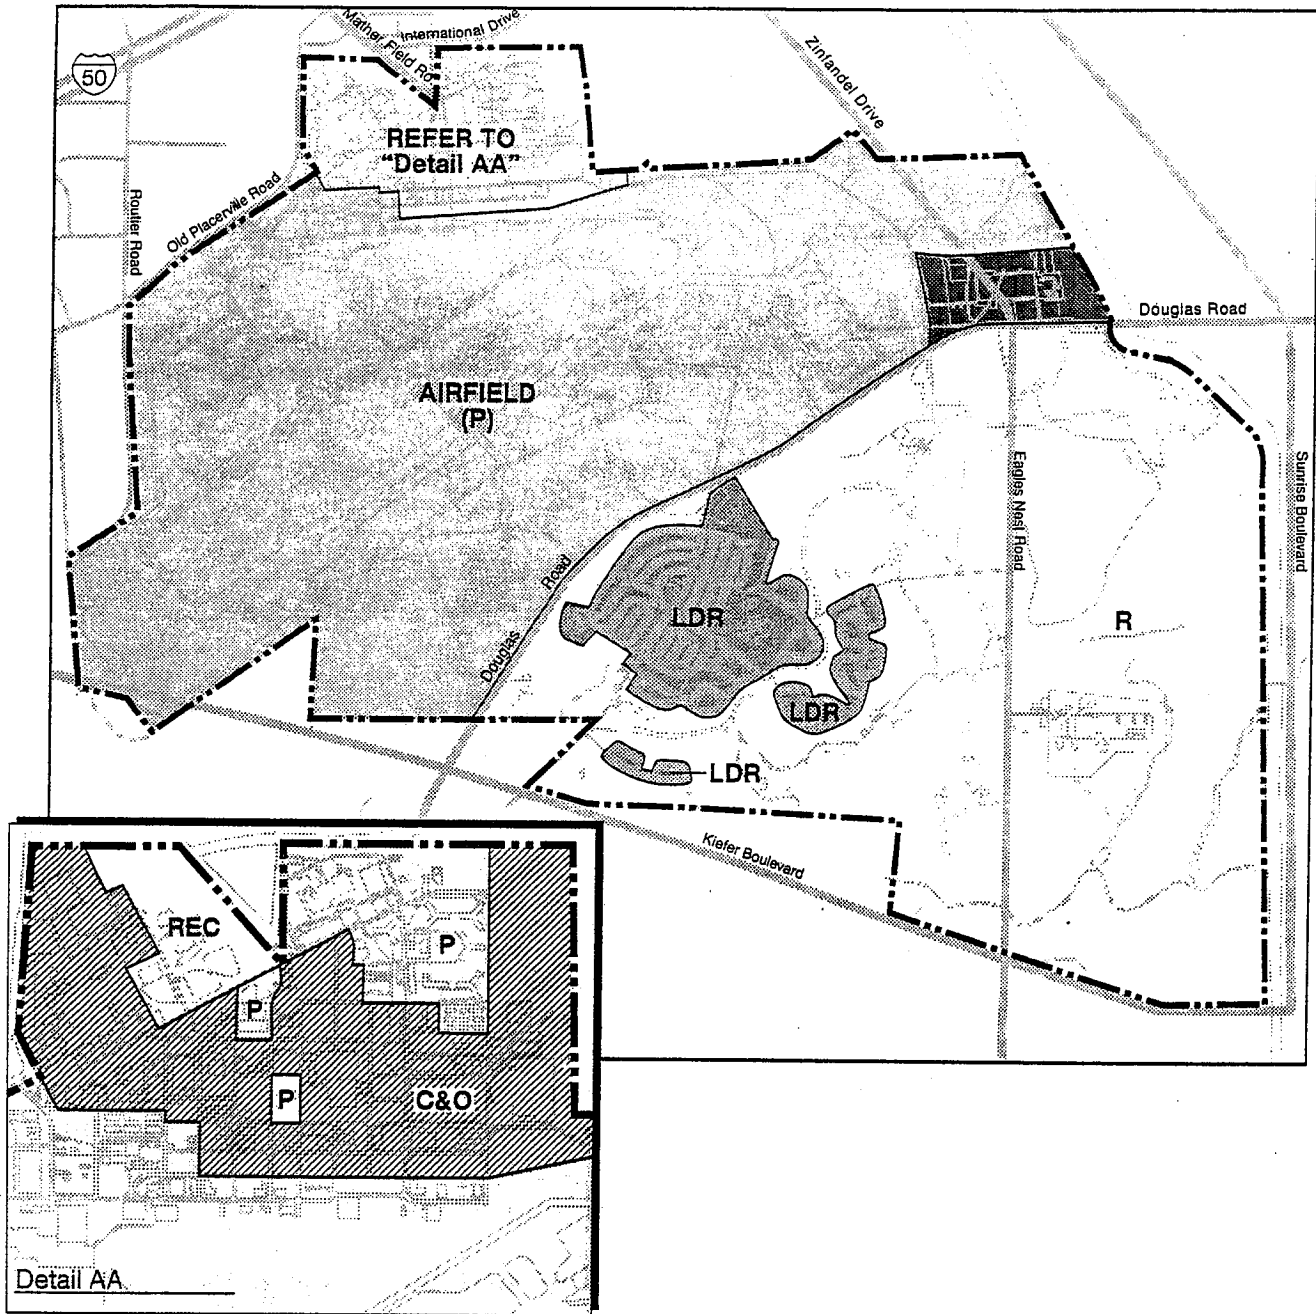 Mather Field Rd.
International Drive
50
Zinfandel Drive
REFER TO
"Detail AA"
Old Placerville Road
Routier Road
Douglas Road
AIRFIELD
(P)
Eagles Nest Road
Sunrise Boulevard
Road
Douglas
LDR
R
LDR
LDR
Kiefer Boulevard
REC
P
P
P
C&O
Detail AA